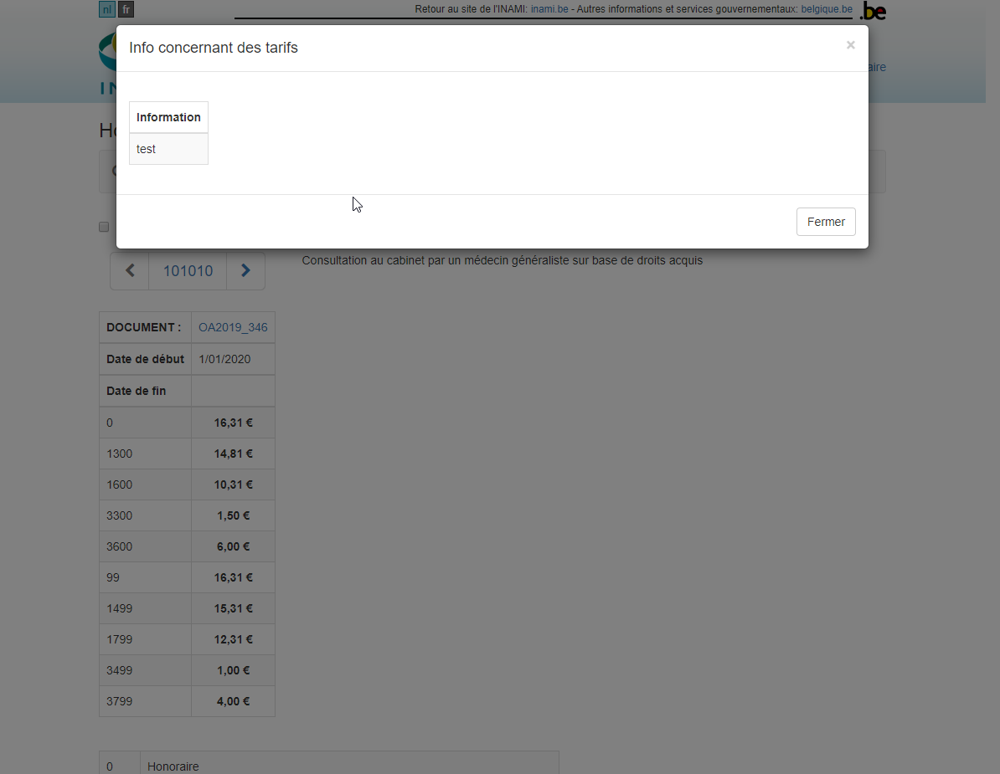 nl fr Retour au site de l'INAMI: inami.be - Autres informations et services gouvernementaux: belgique.be .be
Info concernant des tarifs ×
Information
test
Fermer
101010 Consultation au cabinet par un médecin généraliste sur base de droits acquis
DOCUMENT : OA2019_346
Date de début 1/01/2020
Date de fin
0 16,31 €
1300 14,81 €
1600 10,31 €
3300 1,50 €
3600 6,00 €
99 16,31 €
1499 15,31 €
1799 12,31 €
3499 1,00 €
3799 4,00 €
0 Honoraire